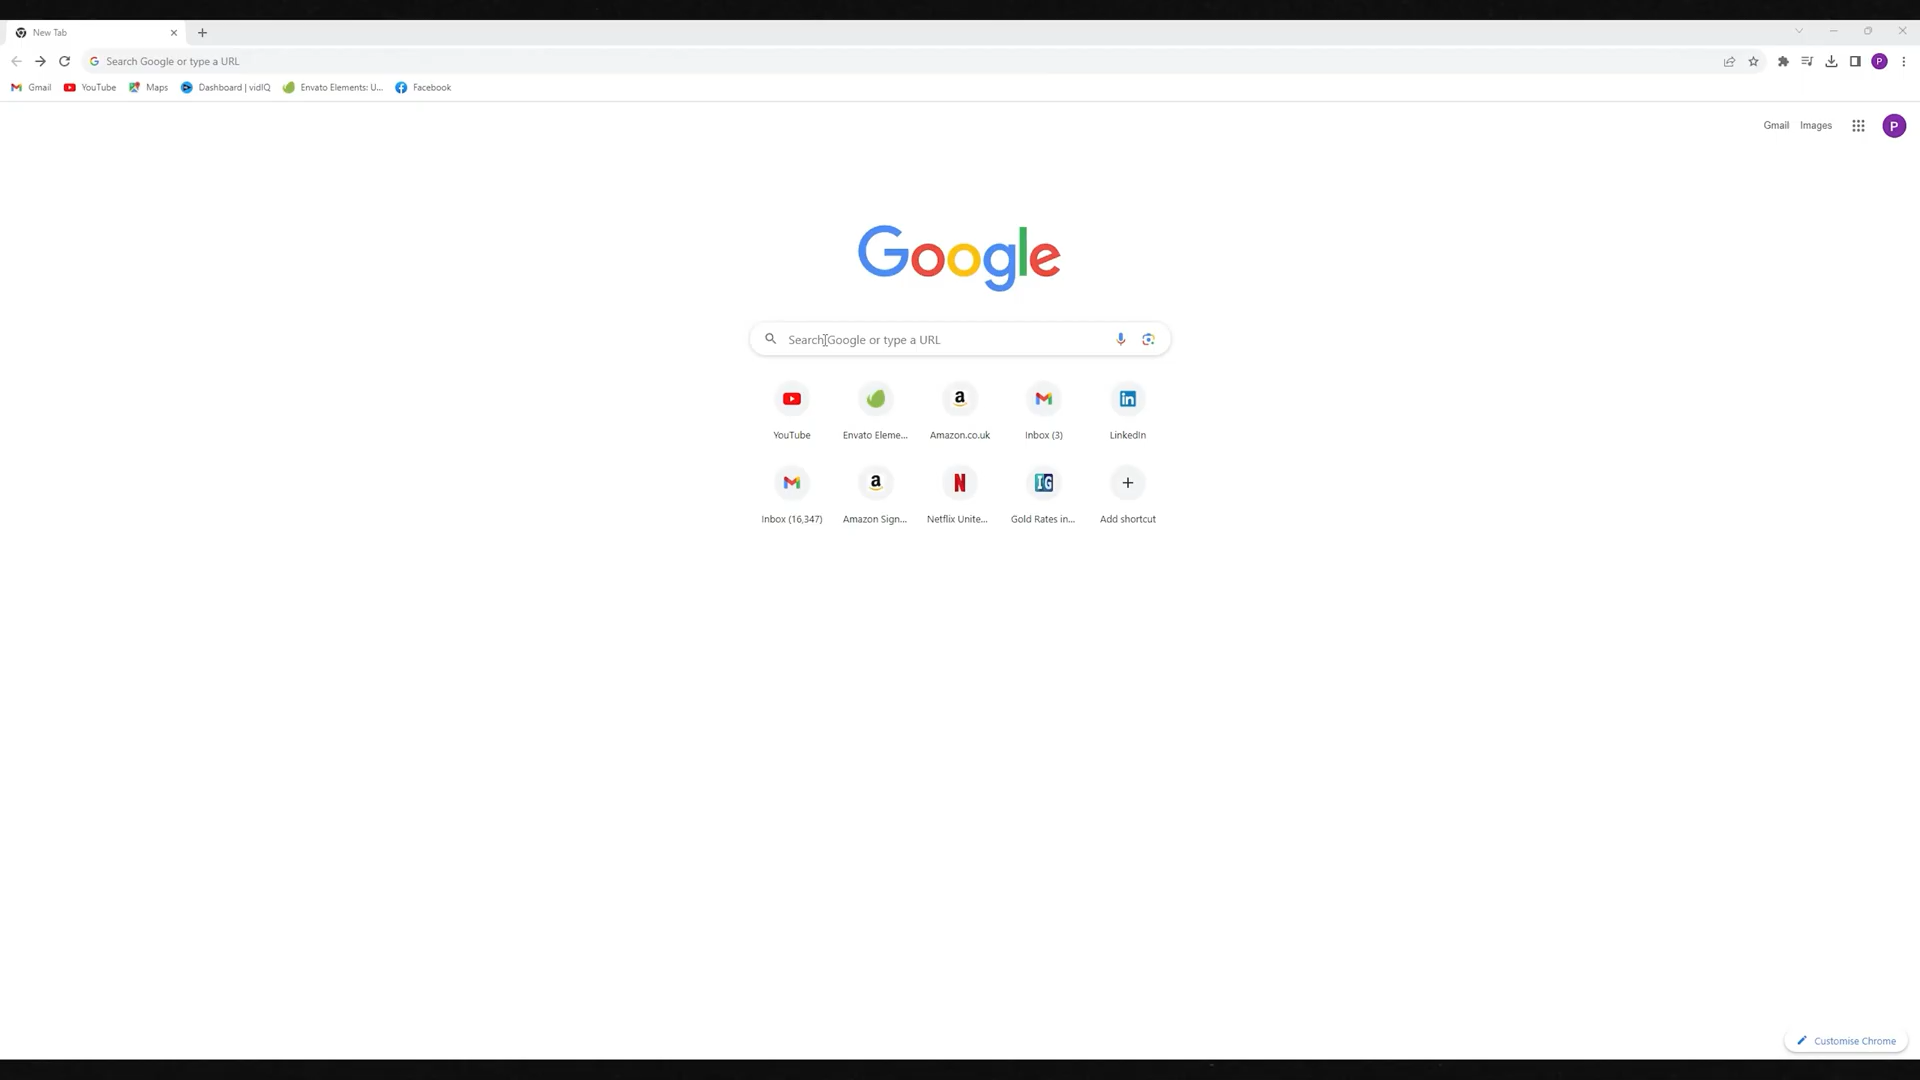 New Tab
Search Google or type a URL
Gmail YouTube Maps Dashboard | vidIQ Envato Elements: U... Facebook
P
Gmail Images P
Google
Search Google or type a URL
YouTube Envato Eleme... Amazon.co.uk Inbox (3) LinkedIn
Inbox (16,347) Amazon Sign... Netflix Unite... Gold Rates in... Add shortcut
Customise Chrome